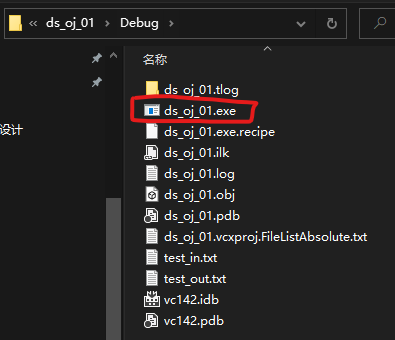 « ds_oj_01 › Debug
名称
ds_oj_01.tlog
ds_oj_01.exe
设计
ds_oj_01.exe.recipe
ds_oj_01.ilk
ds_oj_01.log
ds_oj_01.obj
ds_oj_01.pdb
ds_oj_01.vcxproj.FileListAbsolute.txt
test_in.txt
test_out.txt
vc142.idb
vc142.pdb